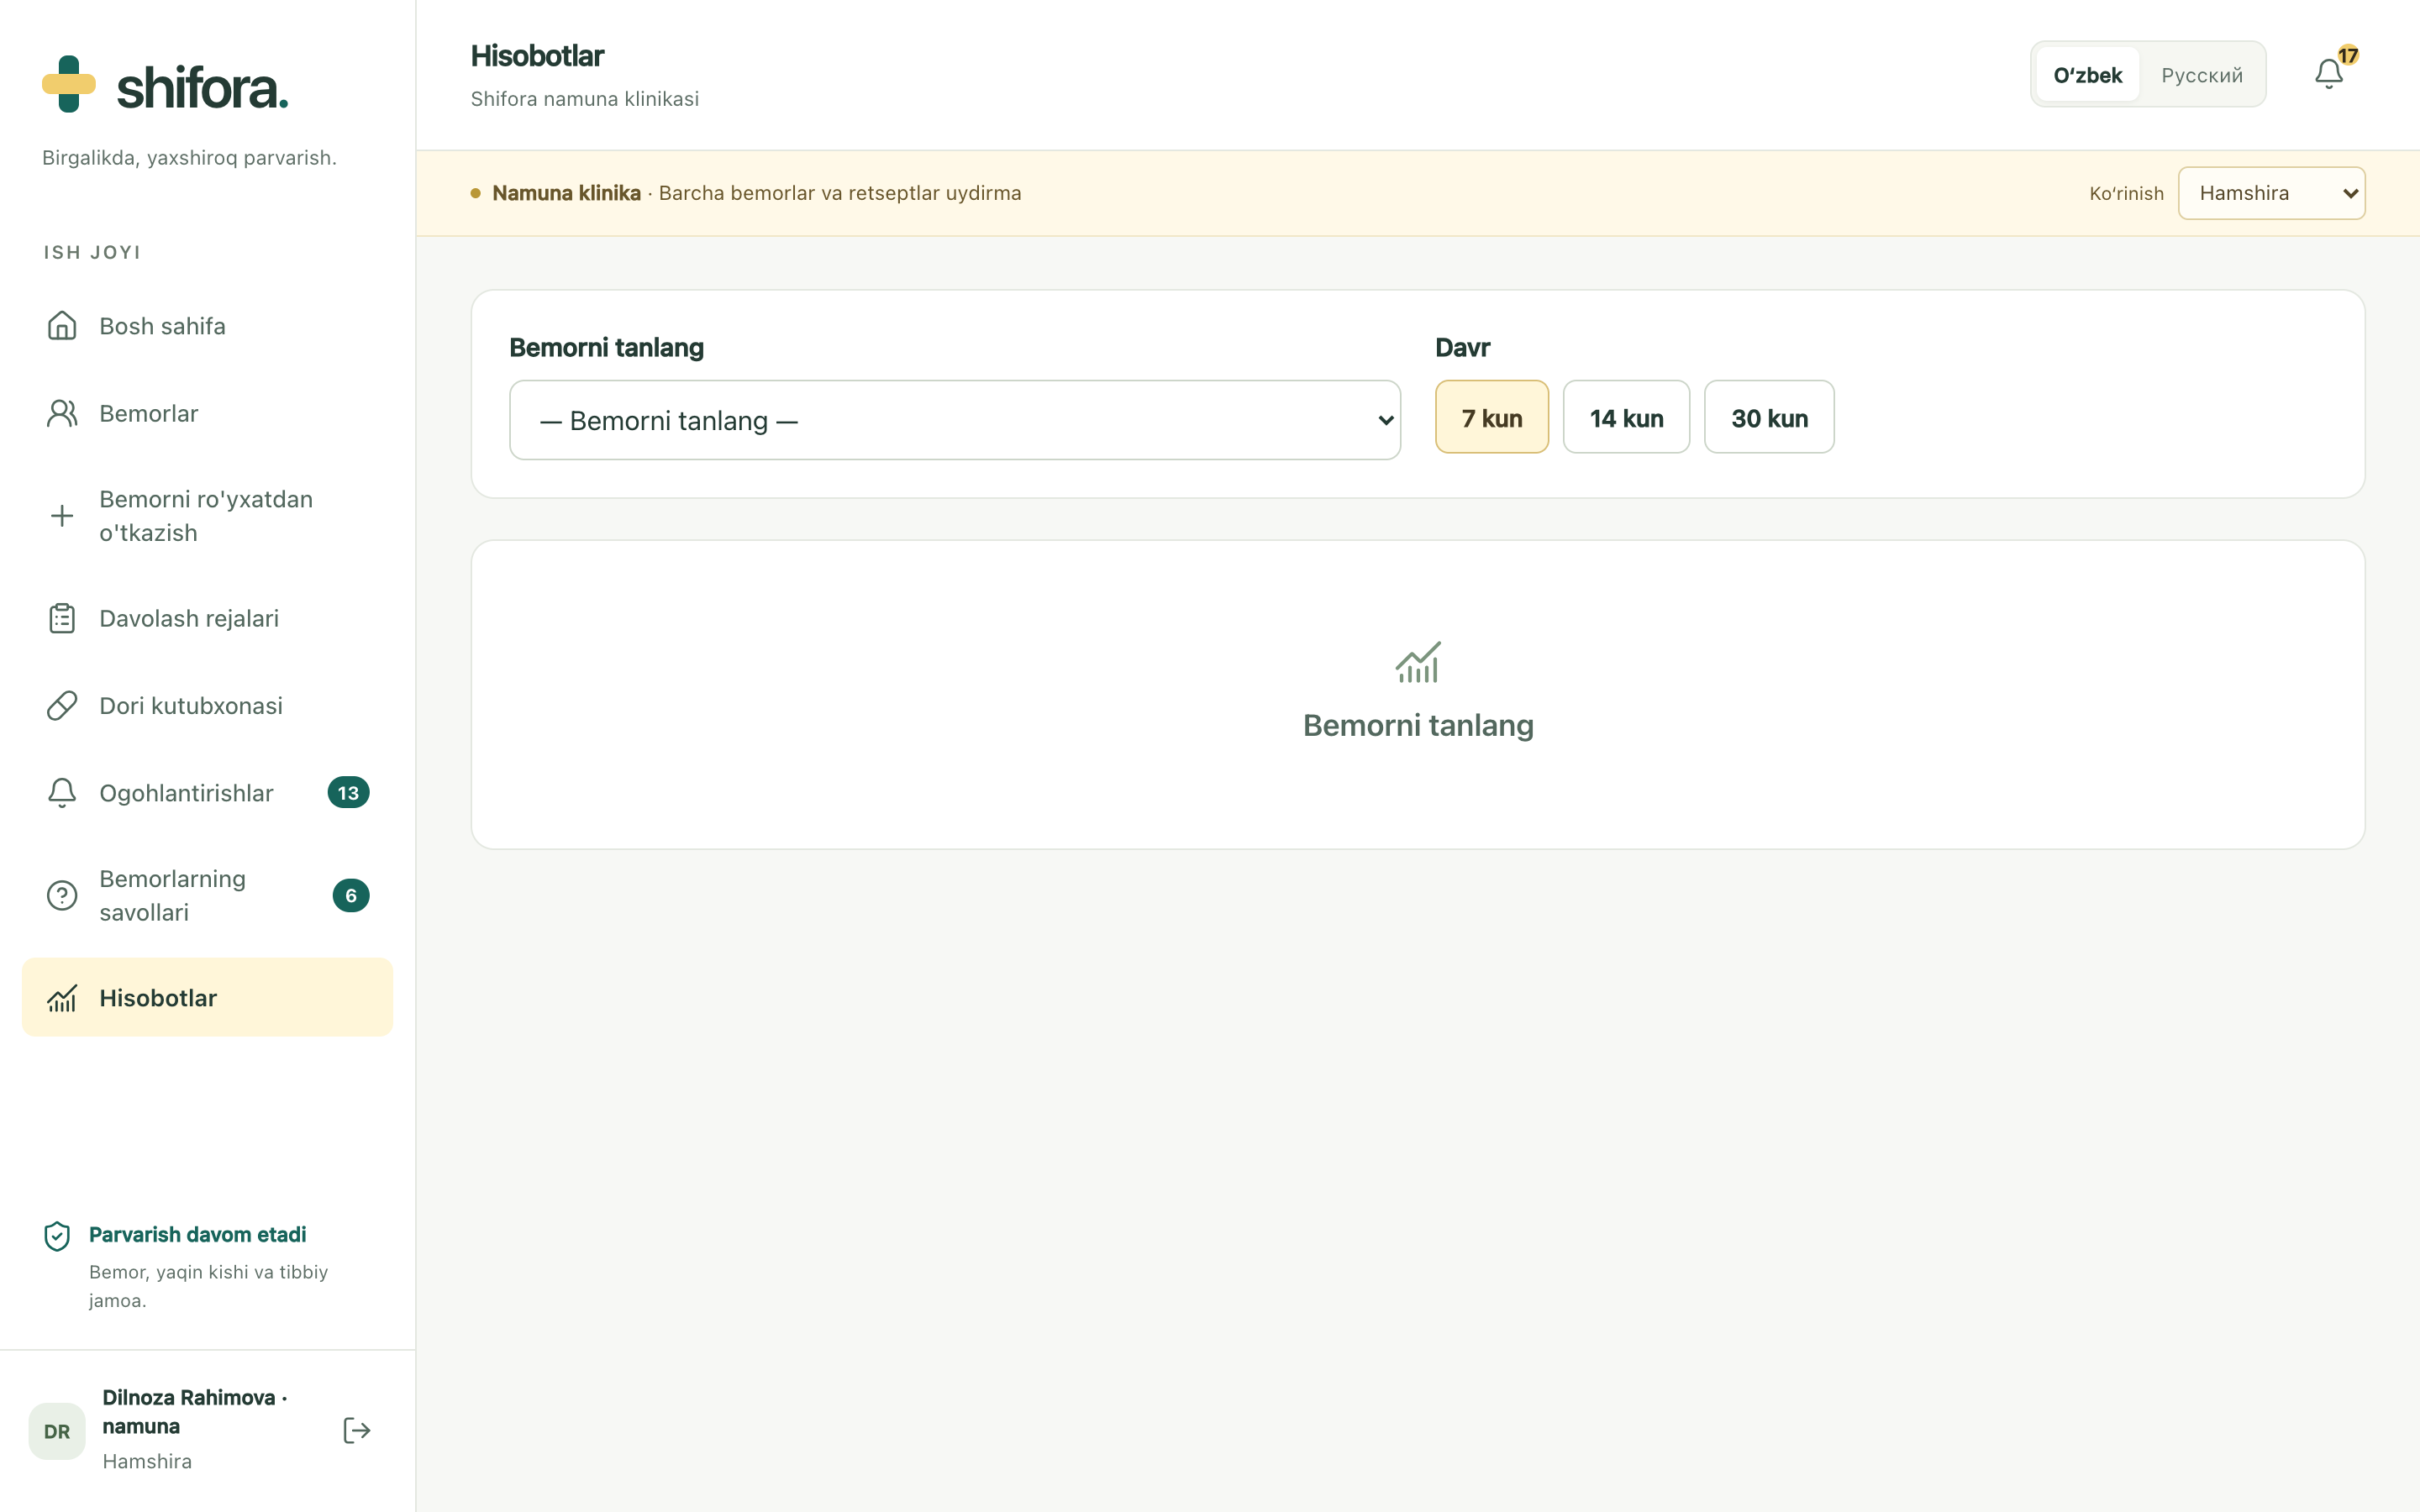 shifora.
Birgalikda, yaxshiroq parvarish.
ISH JOYI
Bosh sahifa
Bemorlar
Bemorni ro'yxatdan
o'tkazish
Davolash rejalari
Dori kutubxonasi
Ogohlantirishlar 13
Bemorlarning
savollari
6
Hisobotlar
Parvarish davom etadi
Bemor, yaqin kishi va tibbiy
jamoa.
DR
Dilnoza Rahimova ·
namuna
Hamshira
Hisobotlar
Shifora namuna klinikasi
Oʻzbek Русский
17
Namuna klinika · Barcha bemorlar va retseptlar uydirma
Koʻrinish Hamshira
Bemorni tanlang
— Bemorni tanlang —
Davr
7 kun 14 kun 30 kun
Bemorni tanlang